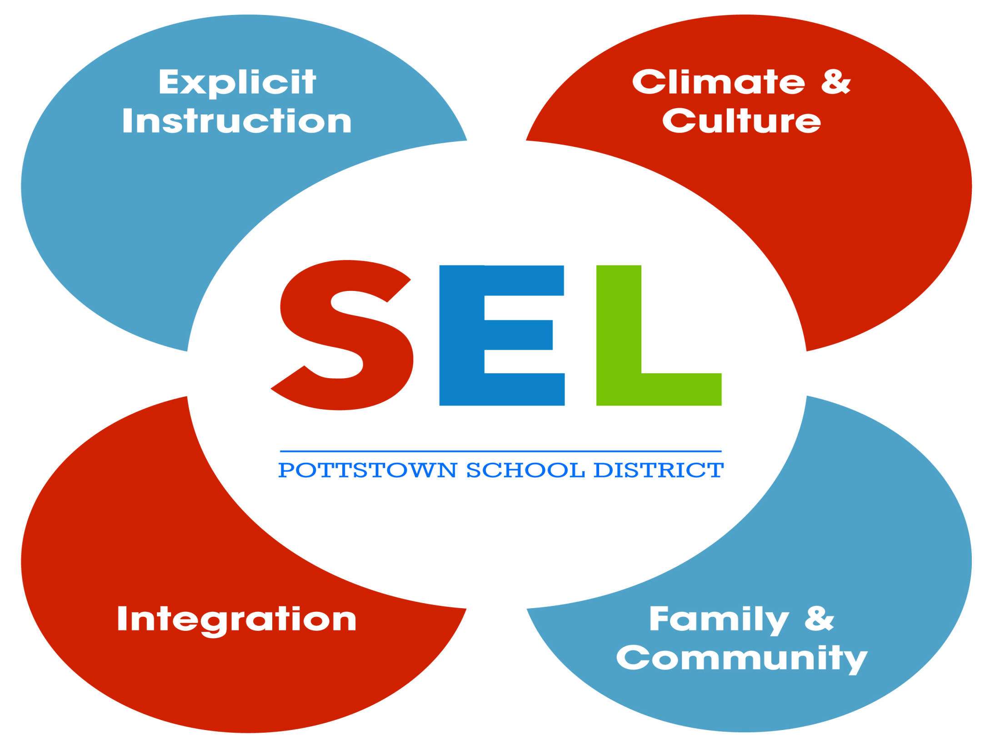 Explicit
Instruction
Climate &
Culture
SEL
POTTSTOWN SCHOOL DISTRICT
Integration
Family &
Community